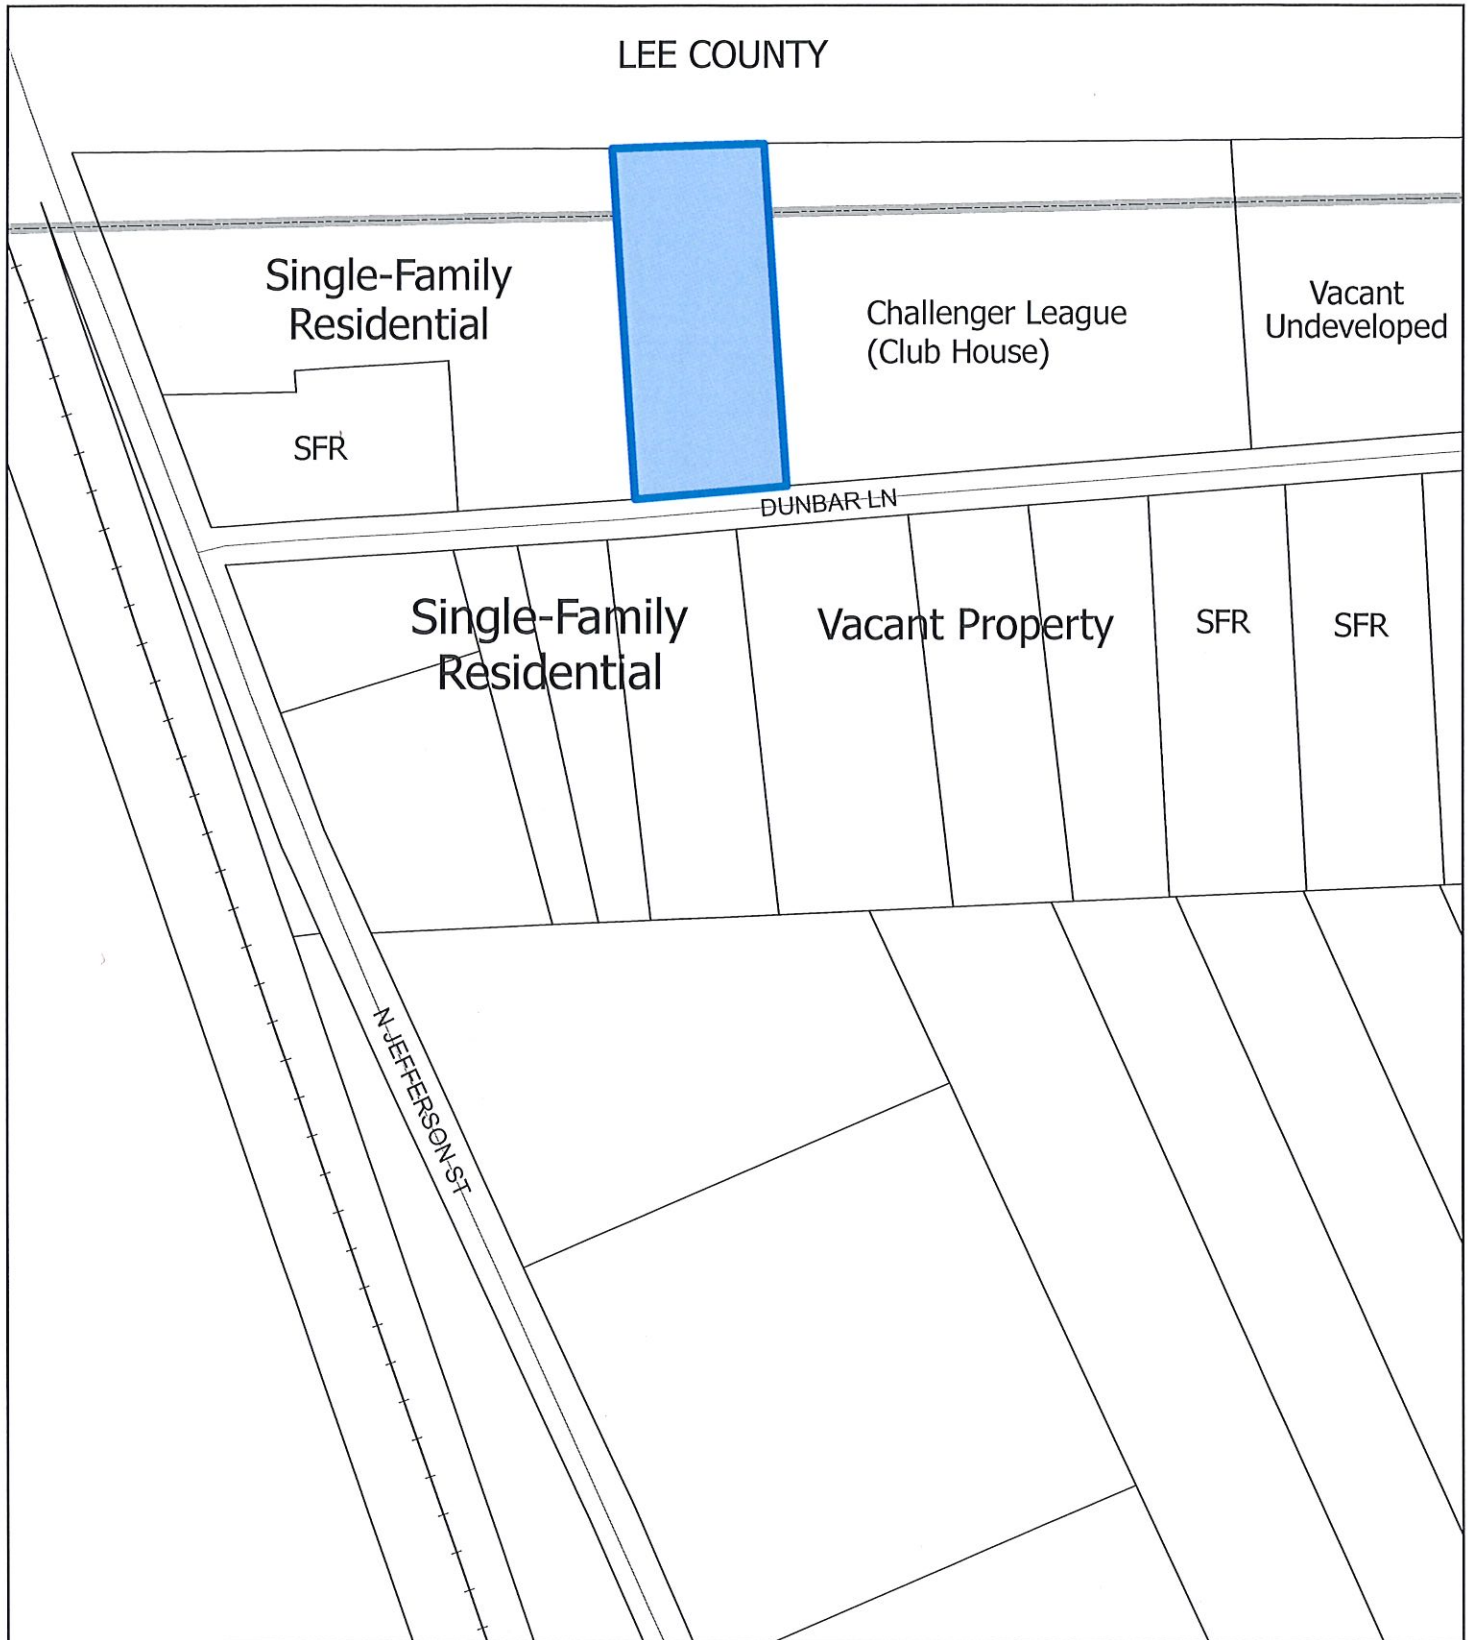 LEE COUNTY
Single-Family
Residential
Challenger League
(Club House)
Vacant
Undeveloped
SFR
DUNBAR LN
Single-Family
Residential
Vacant Property
SFR
SFR
N JEFFERSON ST